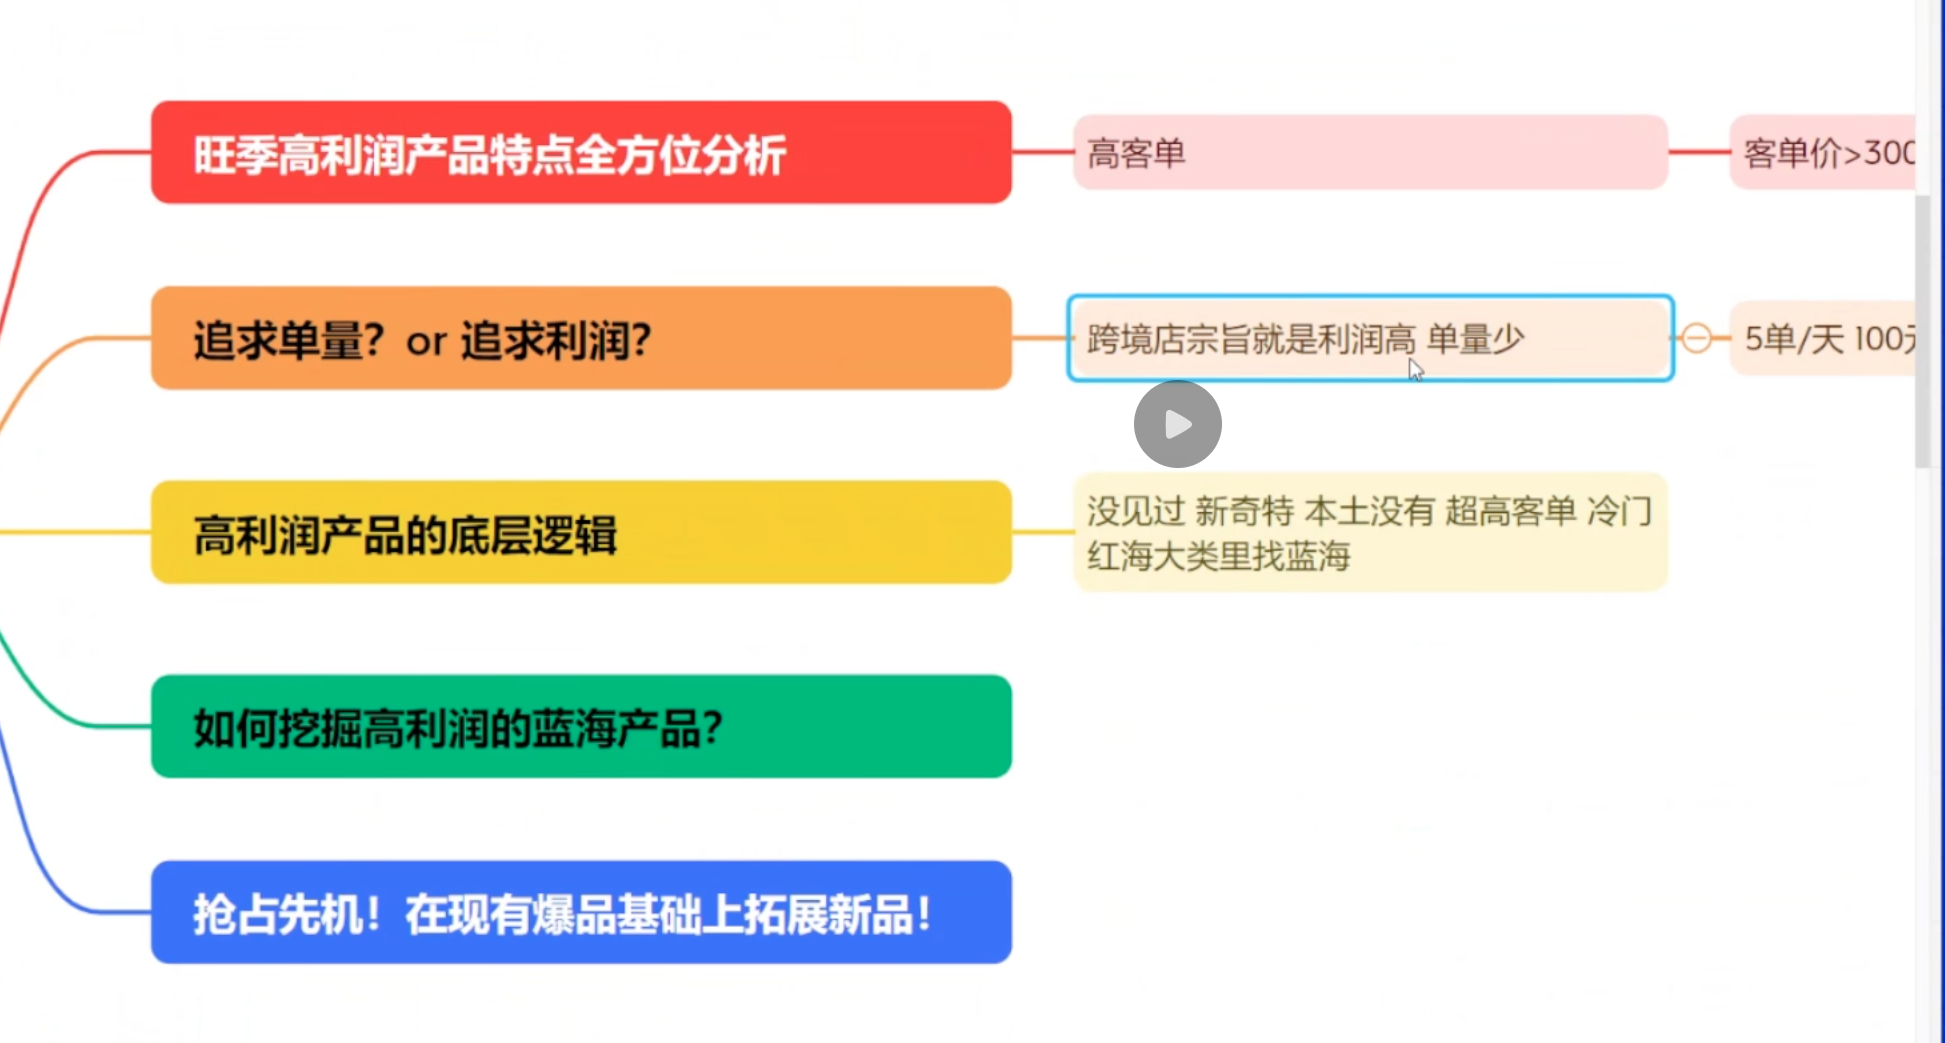 旺季高利润产品特点全方位分析
高客单
客单价>300
追求单量？or 追求利润？
跨境店宗旨就是利润高 单量少
5单/天 100
高利润产品的底层逻辑
没见过 新奇特 本土没有 超高客单 冷门
红海大类里找蓝海
如何挖掘高利润的蓝海产品？
抢占先机！在现有爆品基础上拓展新品！